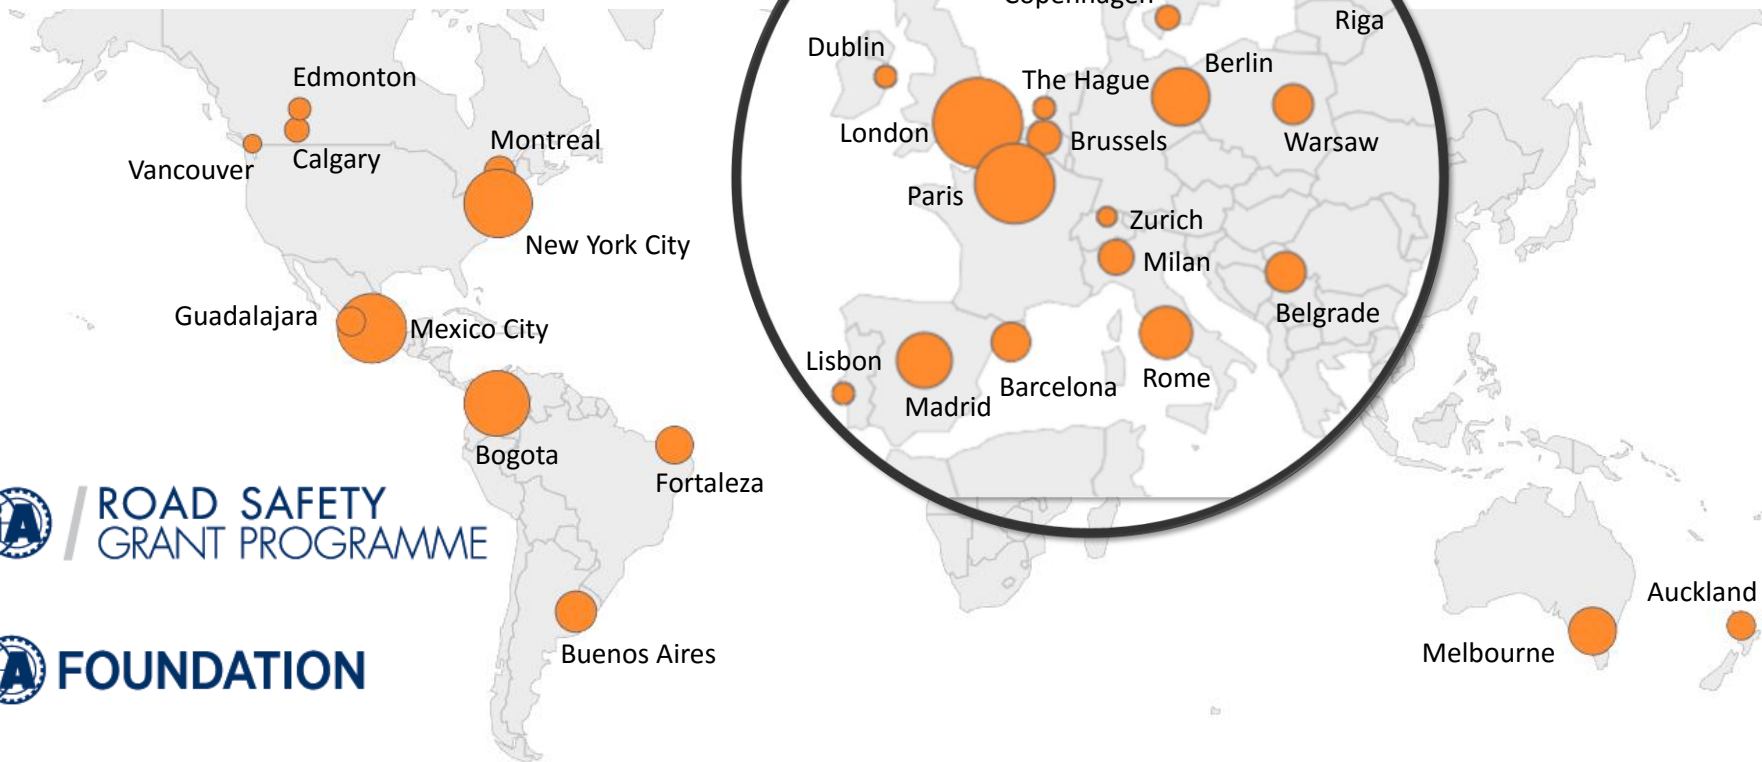 Copenhagen
Riga
Dublin
Berlin
The Hague
Edmonton
London
Brussels
Warsaw
Montreal
Calgary
Vancouver
Paris
Zurich
New York City
Milan
Guadalajara
Mexico City
Belgrade
Lisbon
Barcelona
Rome
Madrid
Bogota
Fortaleza
ROAD SAFETY
GRANT PROGRAMME
Auckland
Buenos Aires
Melbourne
A FOUNDATION